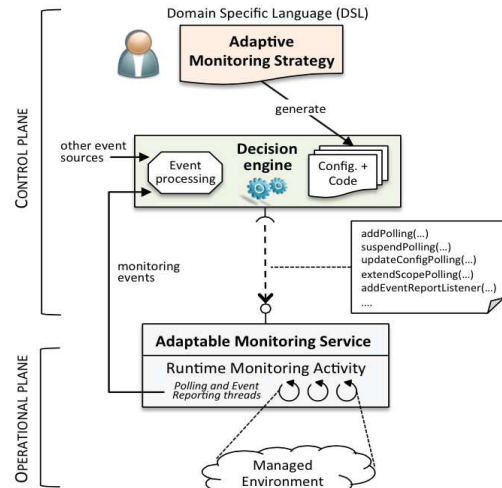 Domain Specific Language (DSL)
Adaptive
Monitoring Strategy
generate
CONTROL PLANE
other event
sources
Decision
engine
Event
processing
Config. +
Code
monitoring
events
addPolling(...)
suspendPolling(...)
updateConfigPolling(...)
extendScopePolling(...)
addEventReportListener(...)
....
Adaptable Monitoring Service
OPERATIONAL PLANE
Runtime Monitoring Activity
Polling and Event
Reporting threads
Managed
Environment